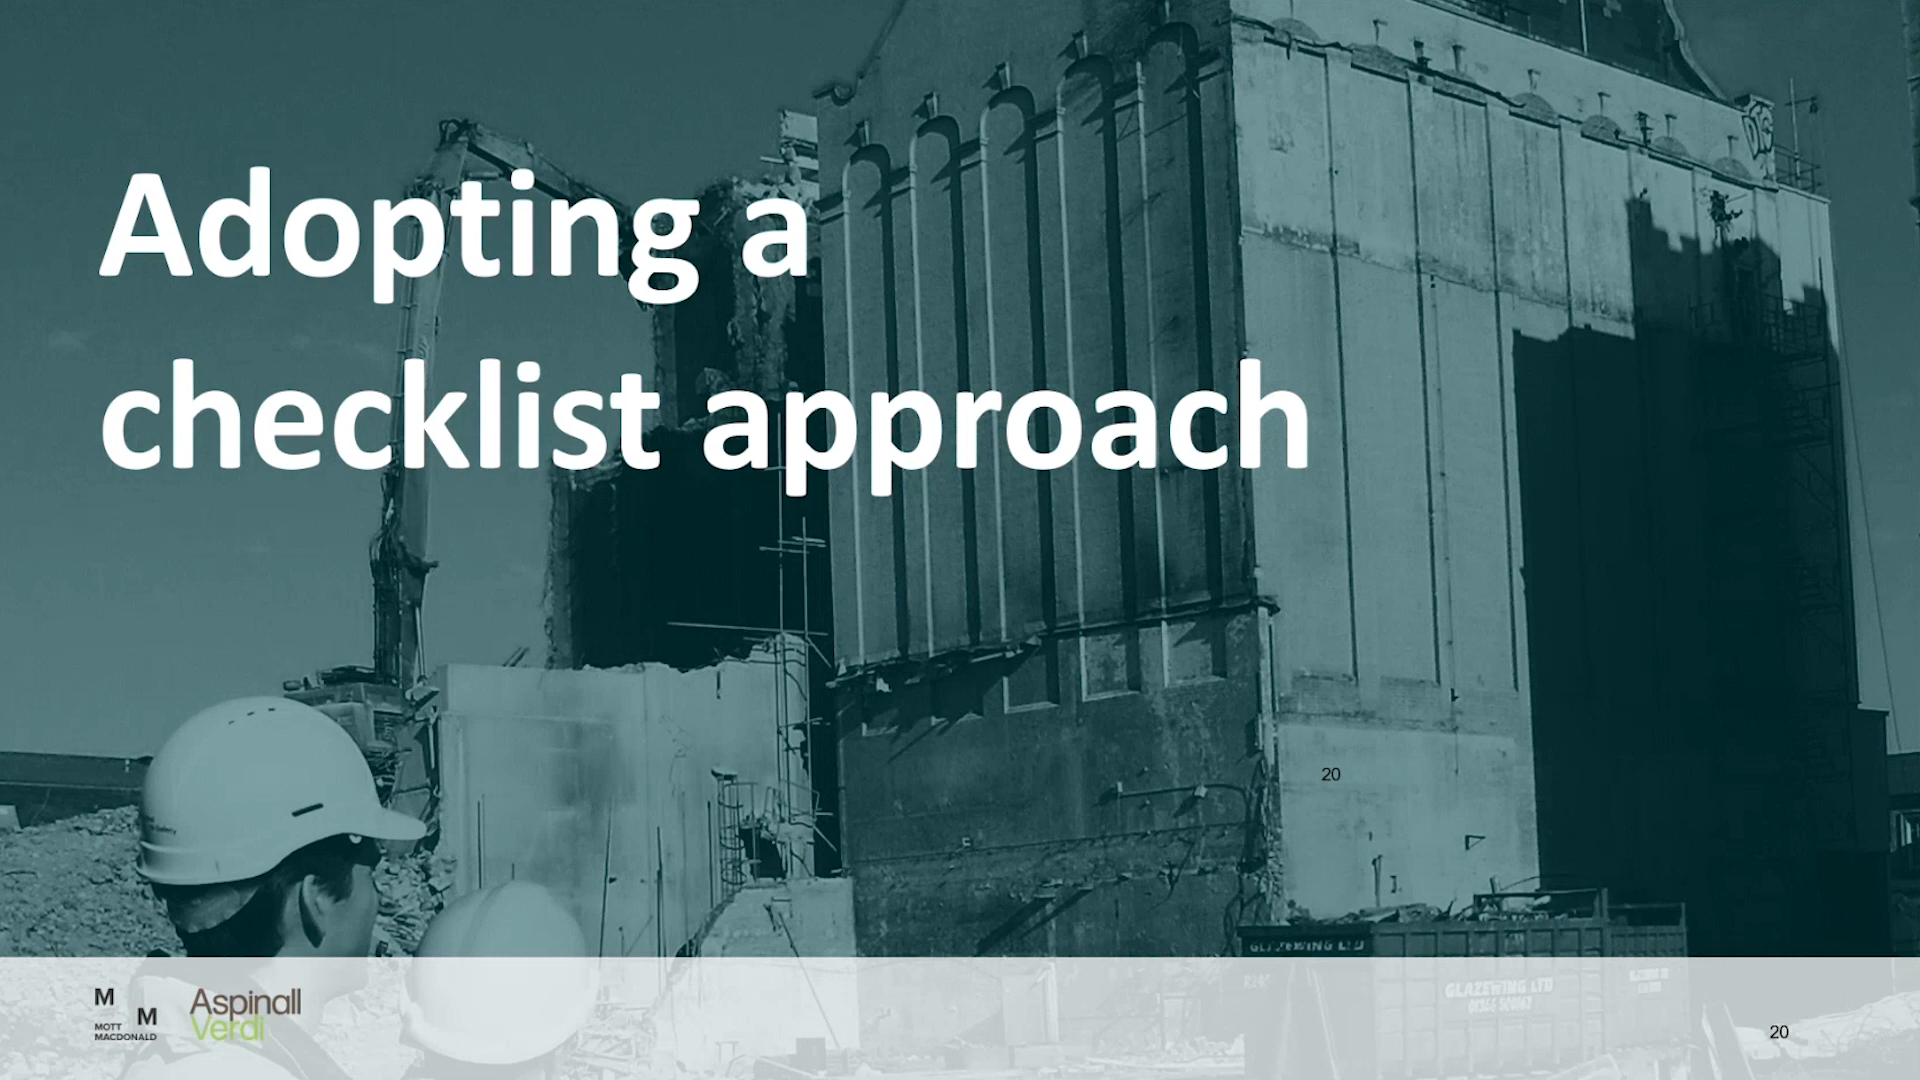 Adopting a
checklist approach
20
GLAZEWING LTD
GLAZEWING LTD
M
M
MOTT
MACDONALD
Aspinall
Verdi
20